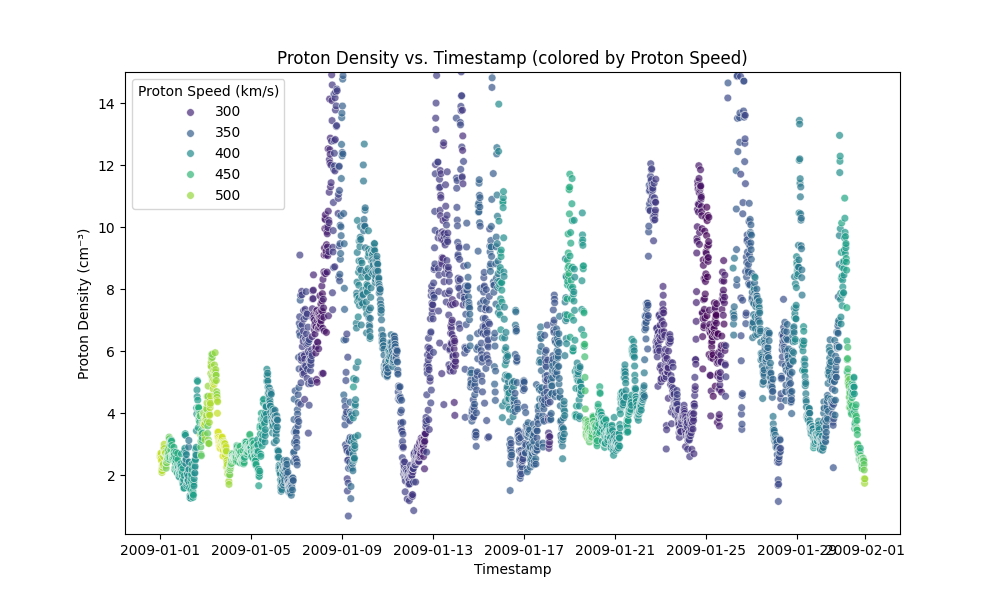 Proton Density vs. Timestamp (colored by Proton Speed)
Proton Density (cm⁻³)
14
12
10
8
6
4
2
Proton Speed (km/s)
300
350
400
450
500
2009-01-01 2009-01-05 2009-01-09 2009-01-13 2009-01-17 2009-01-21 2009-01-25 2009-01-29 2009-02-01
Timestamp